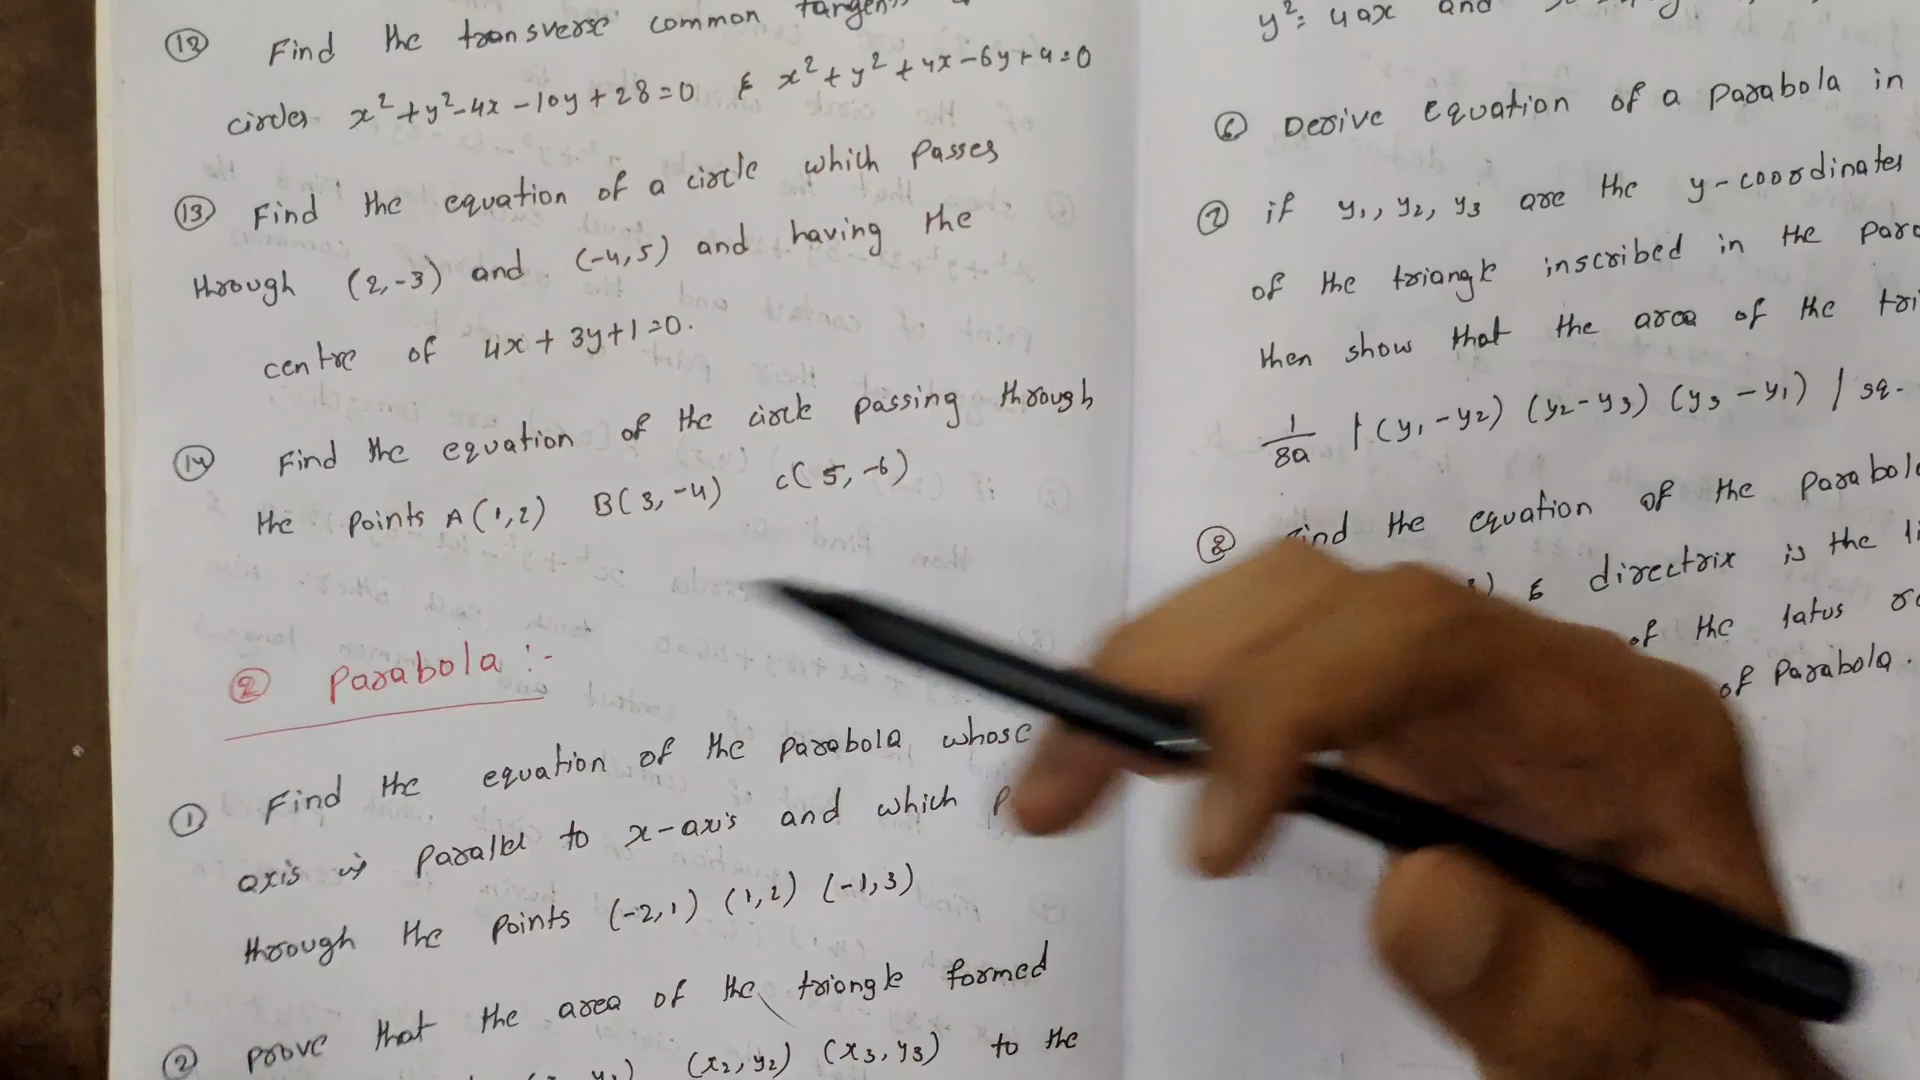 (12) Find the transverse common tangent
circles x²+y²-4x-10y+28=0 & x²+y²+4x-6y+4=0
(13) Find the equation of a circle which passes
through (2,-3) and (-4,5) and having the
centre of 4x+3y+1=0.
(14) Find the equation of the circle passing through
the points A(1,2) B(3,-4) C(5,-6)
(2) Parabola :-
(1) Find the equation of the parabola whose
axis is parallel to x-axis and which
through the points (-2,1) (1,2) (-1,3)
(2) prove that the area of the triangle formed
(x₂,y₂) (x₃,y₃) to the
y²=4ax and
(6) Derive equation of a parabola in
(7) if y₁, y₂, y₃ are the y-coordinates
of the triangle inscribed in the
then show that the area of the
1/8a |(y₁-y₂) (y₂-y₃) (y₃-y₁)| sq.
(8) Find the equation of the
& directrix is the
of the latus
of Parabola.